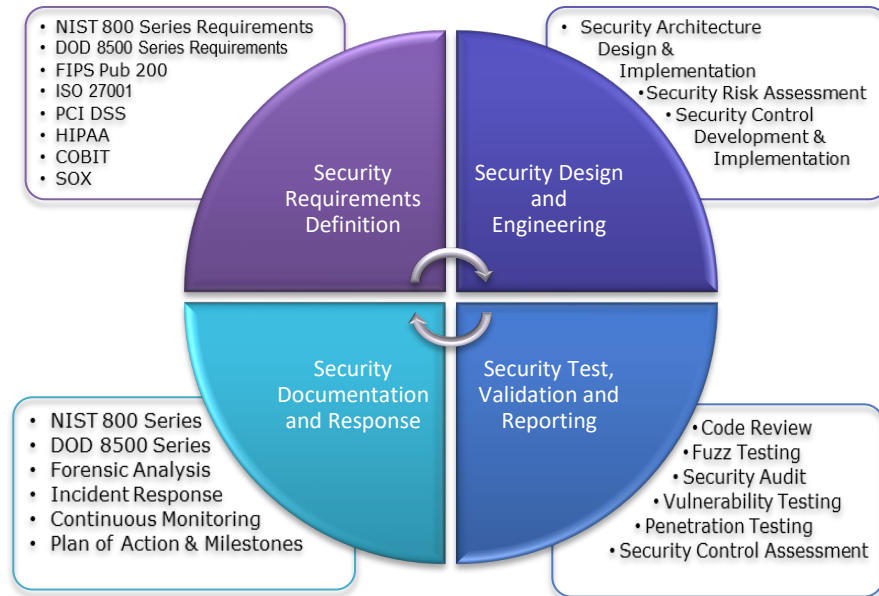 • NIST 800 Series Requirements
• DOD 8500 Series Requirements
• FIPS Pub 200
• ISO 27001
• PCI DSS
• HIPAA
• COBIT
• SOX
• Security Architecture
Design &
Implementation
• Security Risk Assessment
• Security Control
Development &
Implementation
Security
Requirements
Definition
Security Design
and
Engineering
Security
Documentation
and Response
Security Test,
Validation and
Reporting
• NIST 800 Series
• DOD 8500 Series
• Forensic Analysis
• Incident Response
• Continuous Monitoring
• Plan of Action & Milestones
• Code Review
• Fuzz Testing
• Security Audit
• Vulnerability Testing
• Penetration Testing
• Security Control Assessment